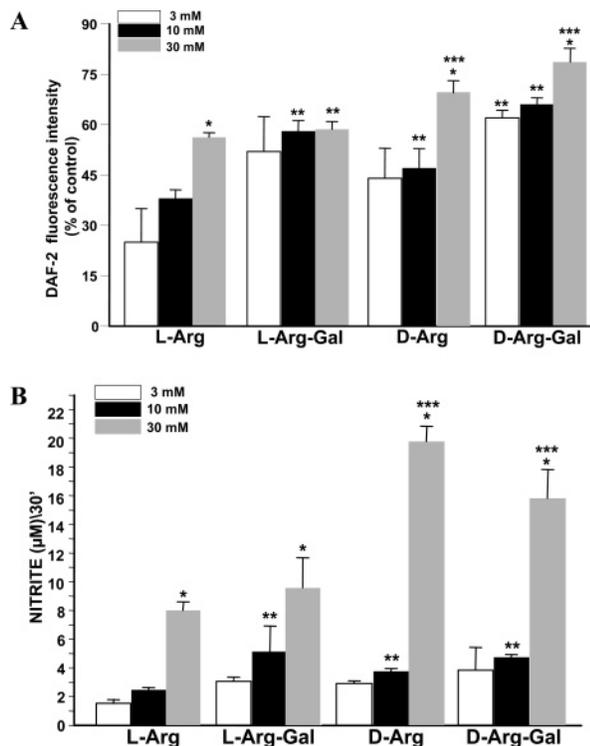 A
3 mM
10 mM
30 mM
DAF-2 fluorescence intensity
(% of control)
90
75
60
45
30
15
0
*
**
**
**
***
*
**
**
***
*
L-Arg
L-Arg-Gal
D-Arg
D-Arg-Gal
B
3 mM
10 mM
30 mM
NITRITE (µM)\30'
22
20
18
16
14
12
10
8
6
4
2
0
*
**
*
**
***
*
**
***
*
L-Arg
L-Arg-Gal
D-Arg
D-Arg-Gal